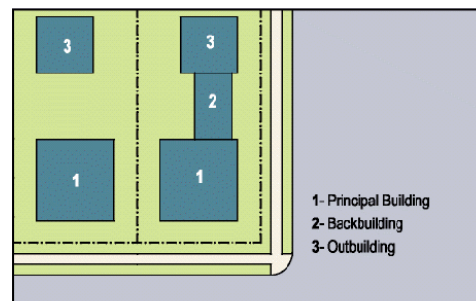 3 3
2
1 1
1- Principal Building
2- Backbuilding
3- Outbuilding